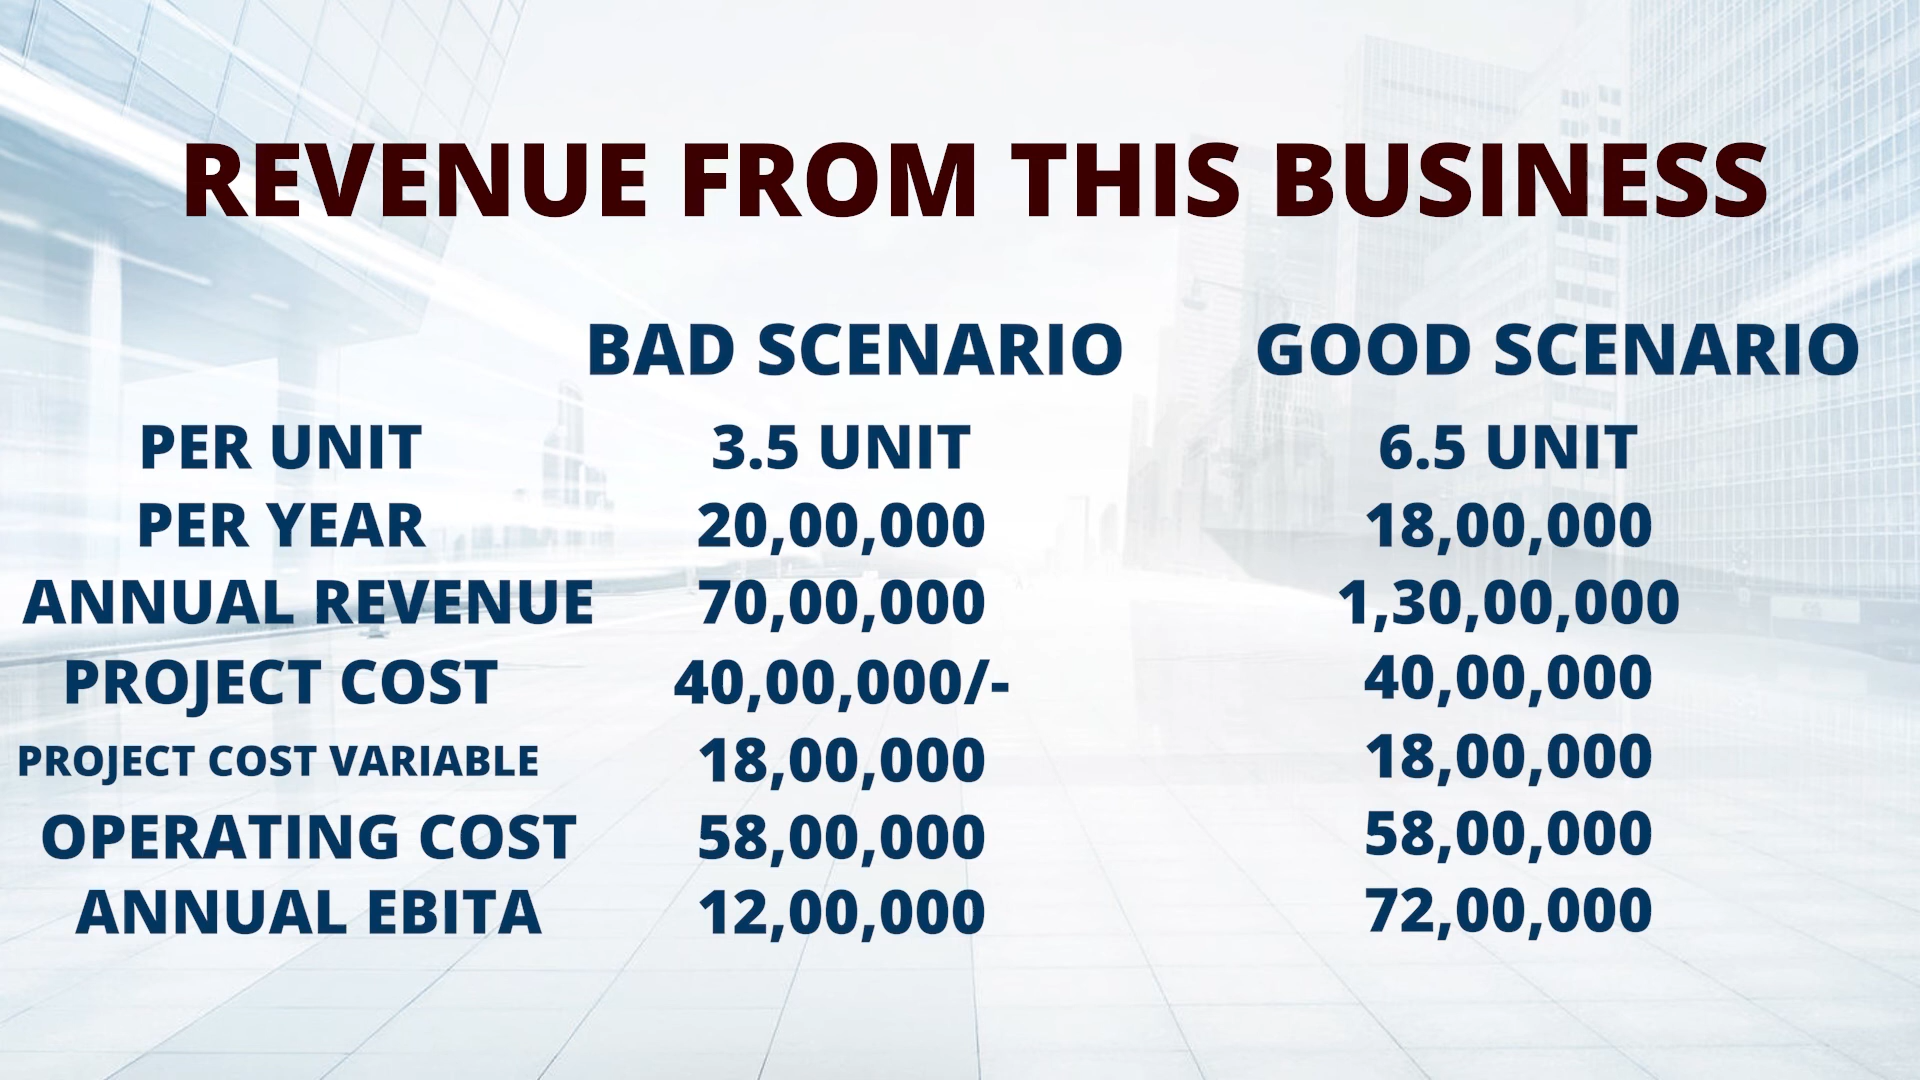 REVENUE FROM THIS BUSINESS
BAD SCENARIO GOOD SCENARIO
PER UNIT 3.5 UNIT 6.5 UNIT
PER YEAR 20,00,000 18,00,000
ANNUAL REVENUE 70,00,000 1,30,00,000
PROJECT COST 40,00,000/- 40,00,000
PROJECT COST VARIABLE 18,00,000 18,00,000
OPERATING COST 58,00,000 58,00,000
ANNUAL EBITA 12,00,000 72,00,000